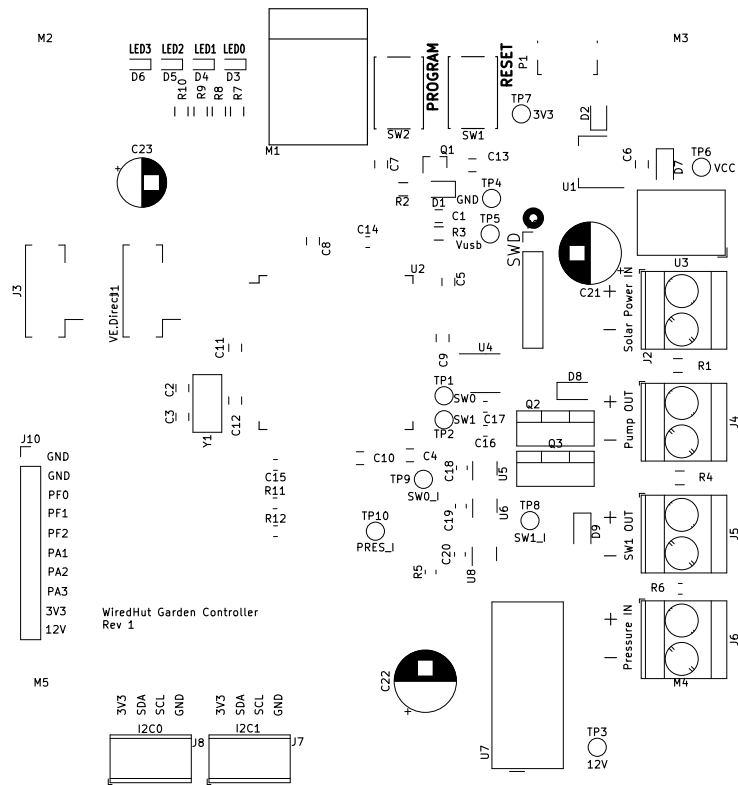 M2
LED3 LED2 LED1 LED0
D6 D5 D4 D3
R10 R9 R8 R7
M1
PROGRAM
SW2
RESET
SW1
P1
M3
TP7
3V3
D2
C23
C7
Q1
C13
R2
D1
TP4
GND
C1
R3
TP5
Vusb
U1
C6
D7
TP6
VCC
SWD
C21
U3
C8
C14
U2
C5
J3
VE.Direct1
Solar Power IN
J2
R1
C11
C9
U4
C2
C3
Y1
C12
TP1
SW0
SW1
TP2
C17
C16
D8
Q2
Q3
Pump OUT
J4
R4
J10
GND
GND
PF0
PF1
PF2
PA1
PA2
PA3
3V3
12V
C15
R11
R12
C10
C4
TP9
SW0_I
C18
U5
TP10
PRES_I
C19
U6
TP8
SW1_I
D9
SW1 OUT
J5
C20
U8
R5
R6
Pressure IN
J6
M4
WiredHut Garden Controller
Rev 1
M5
C22
U7
TP3
12V
3V3 SDA SCL GND
I2C0
J8
3V3 SDA SCL GND
I2C1
J7